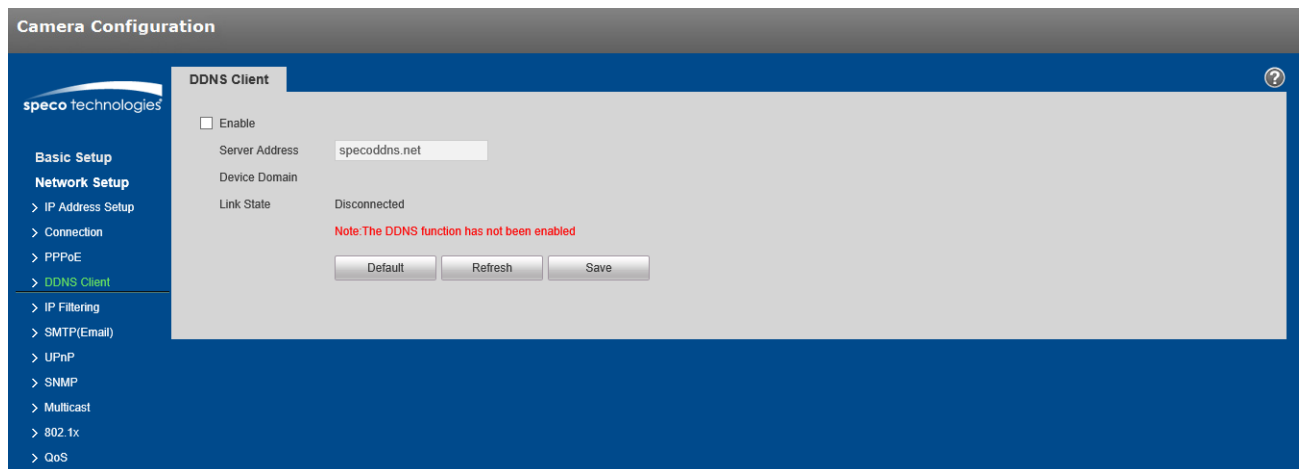 Camera Configuration
speco technologies
Basic Setup
Network Setup
> IP Address Setup
> Connection
> PPPoE
> DDNS Client
> IP Filtering
> SMTP(Email)
> UPnP
> SNMP
> Multicast
> 802.1x
> QoS
DDNS Client
?
Enable
Server Address specoddns.net
Device Domain
Link State Disconnected
Note:The DDNS function has not been enabled
Default Refresh Save